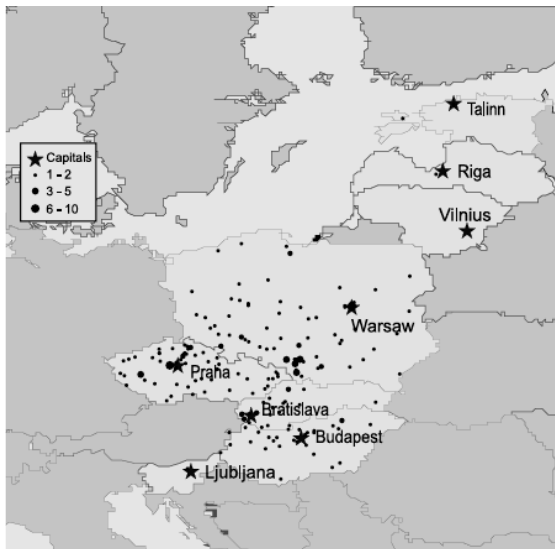 Talinn
Capitals
1 - 2
3 - 5
6 - 10
Riga
Vilnius
Warsaw
Praha
Bratislava
Budapest
Ljubljana